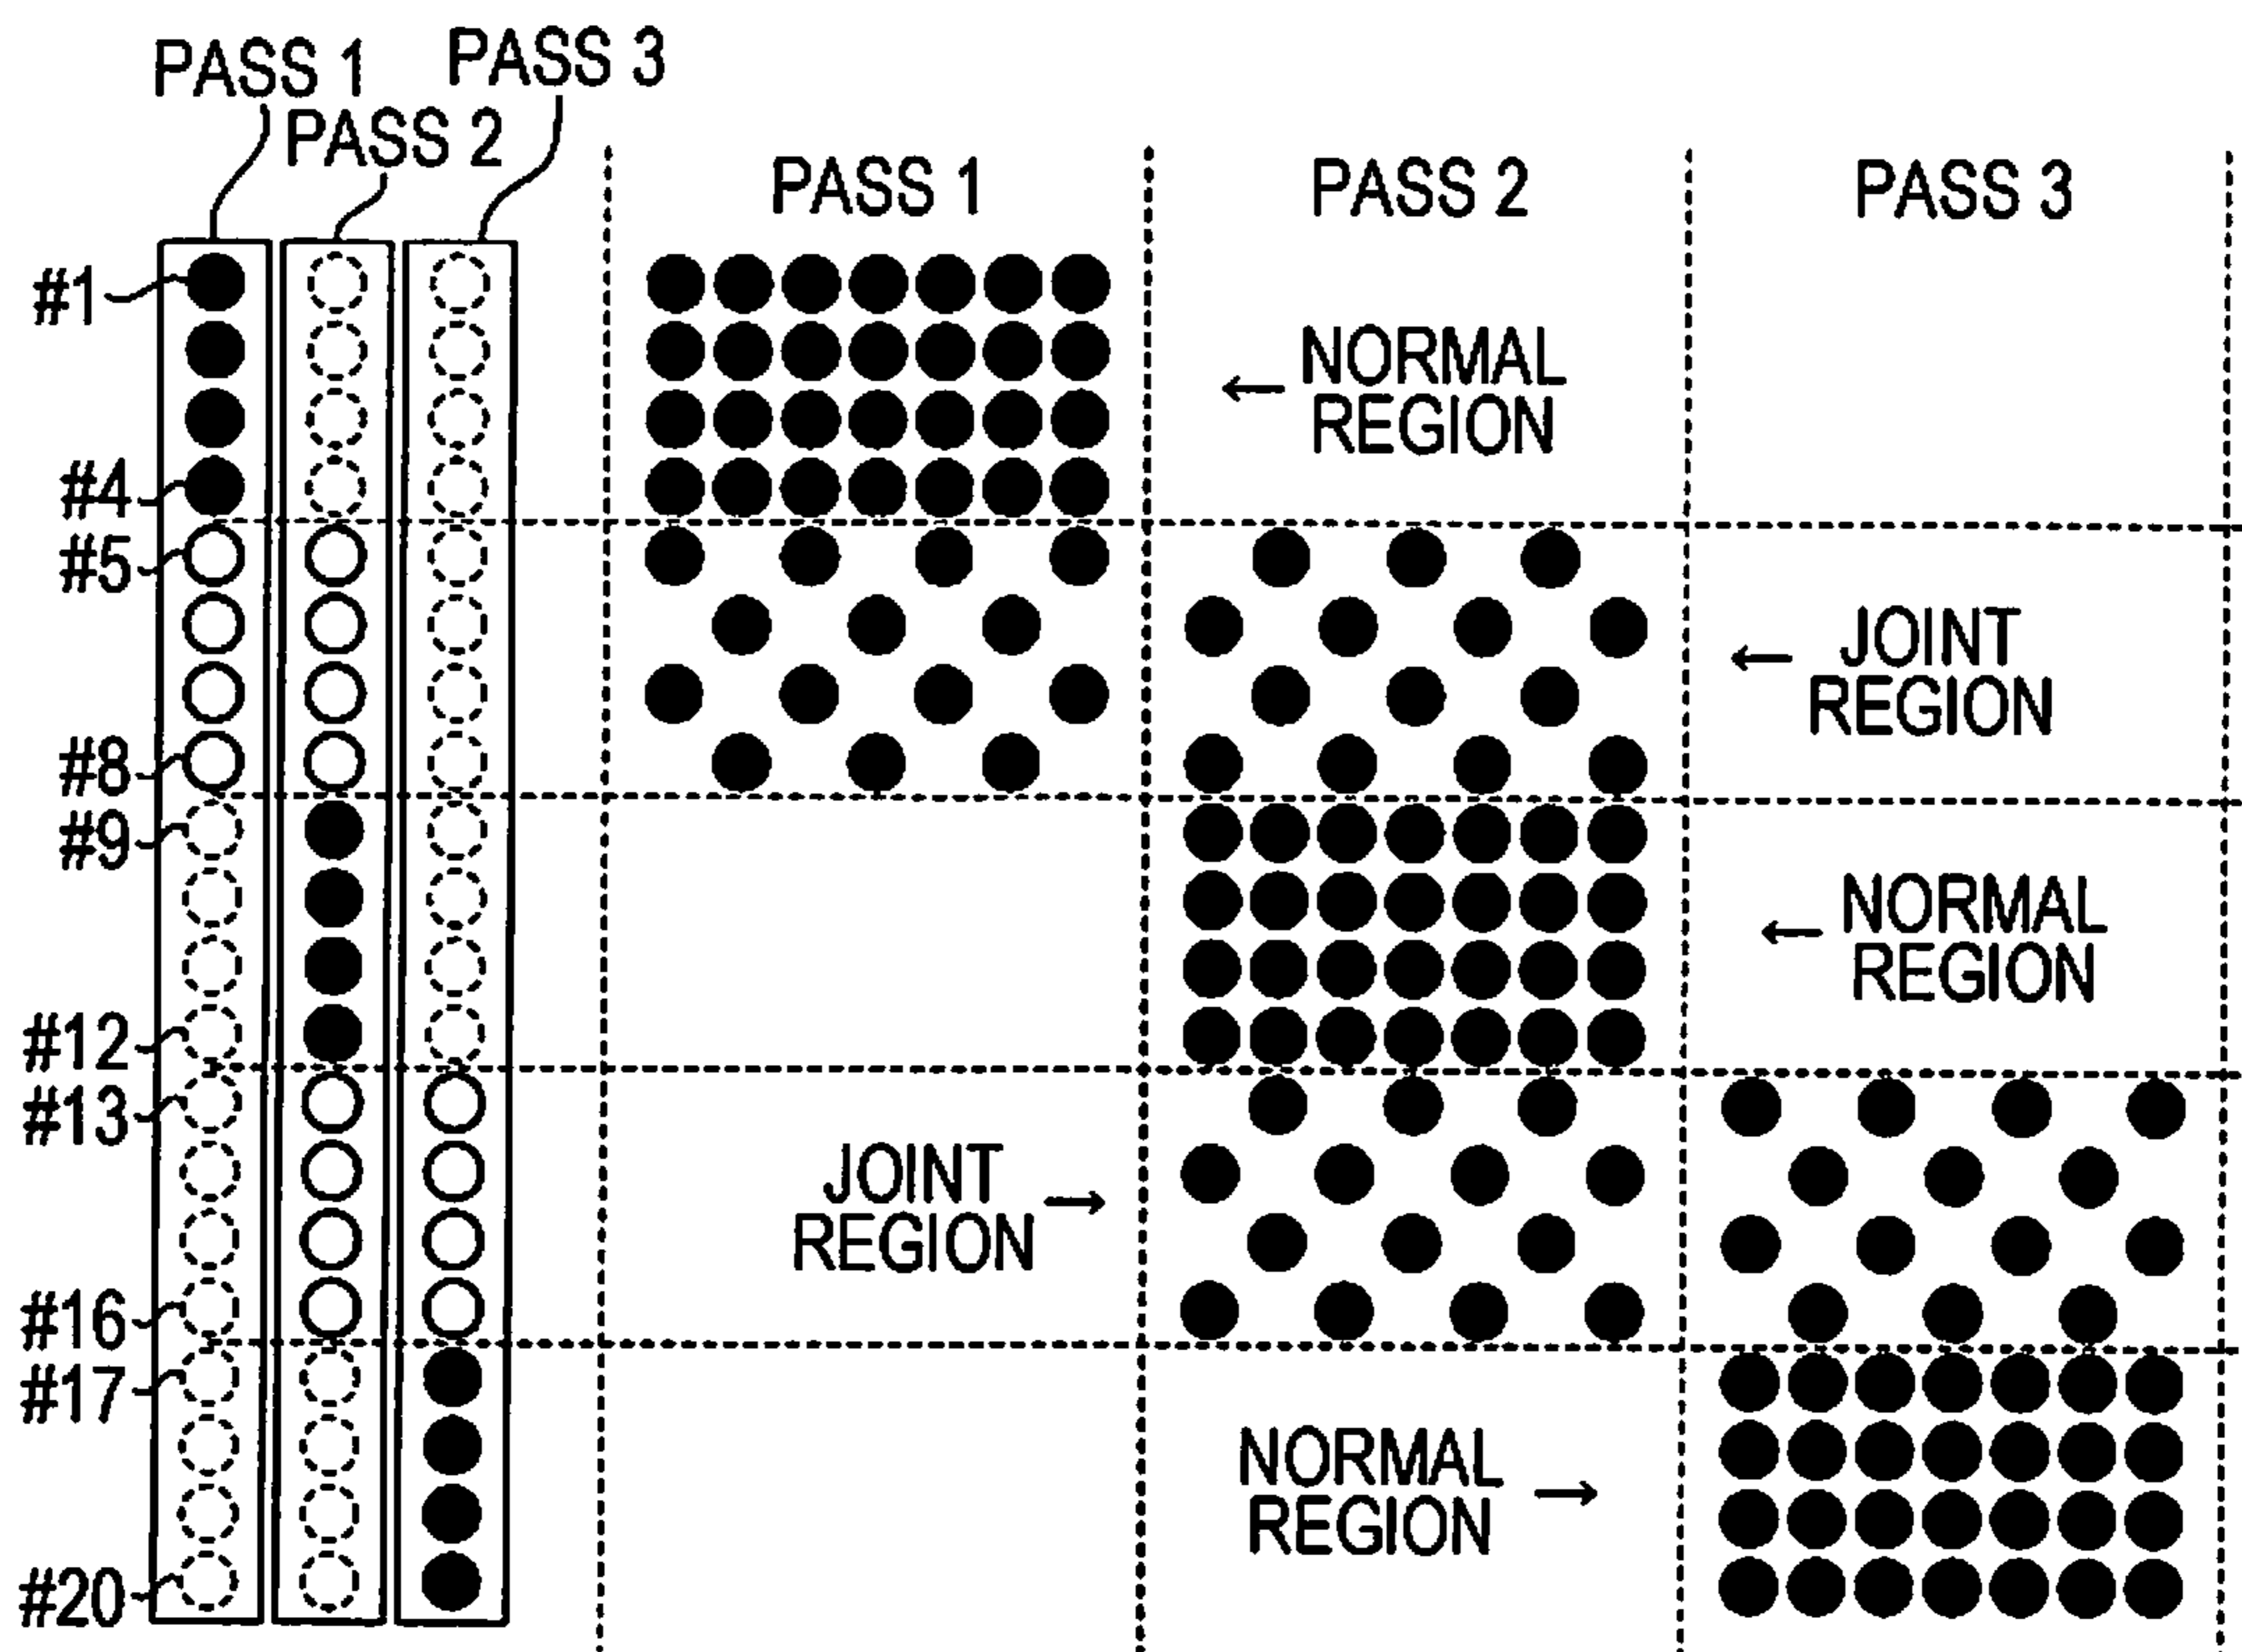 PASS 1
PASS 3
PASS 2
PASS 1
PASS 2
PASS 3
#1
NORMAL
REGION
#4
#5
JOINT
REGION
#8
#9
NORMAL
REGION
#12
#13
JOINT
REGION
#16
#17
NORMAL
REGION
#20